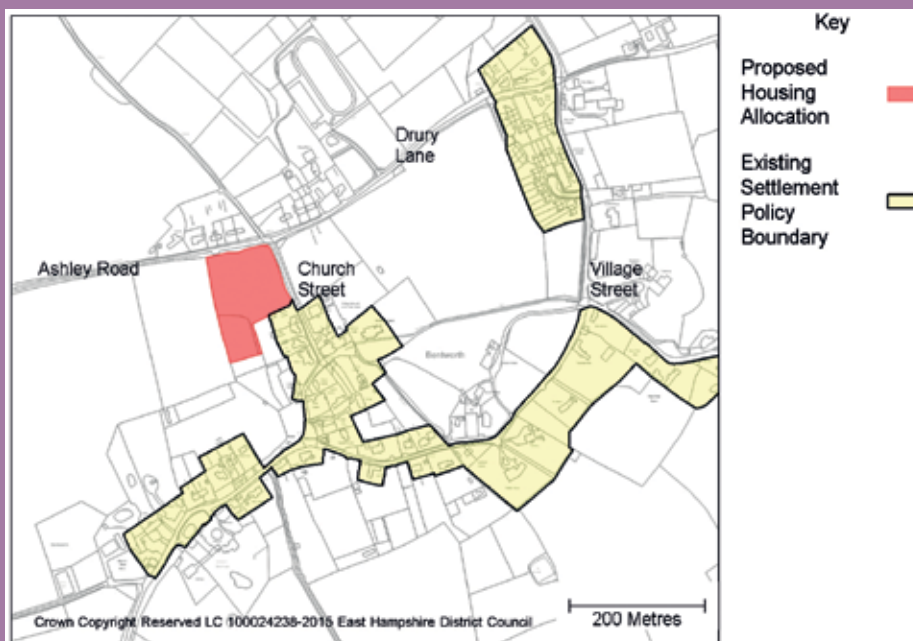 Key
Proposed
Housing
Allocation
Existing
Settlement
Policy
Boundary
Drury
Lane
Ashley Road
Church
Street
Village
Street
Bentworth
Crown Copyright Reserved LC 100024238-2015 East Hampshire District Council
200 Metres